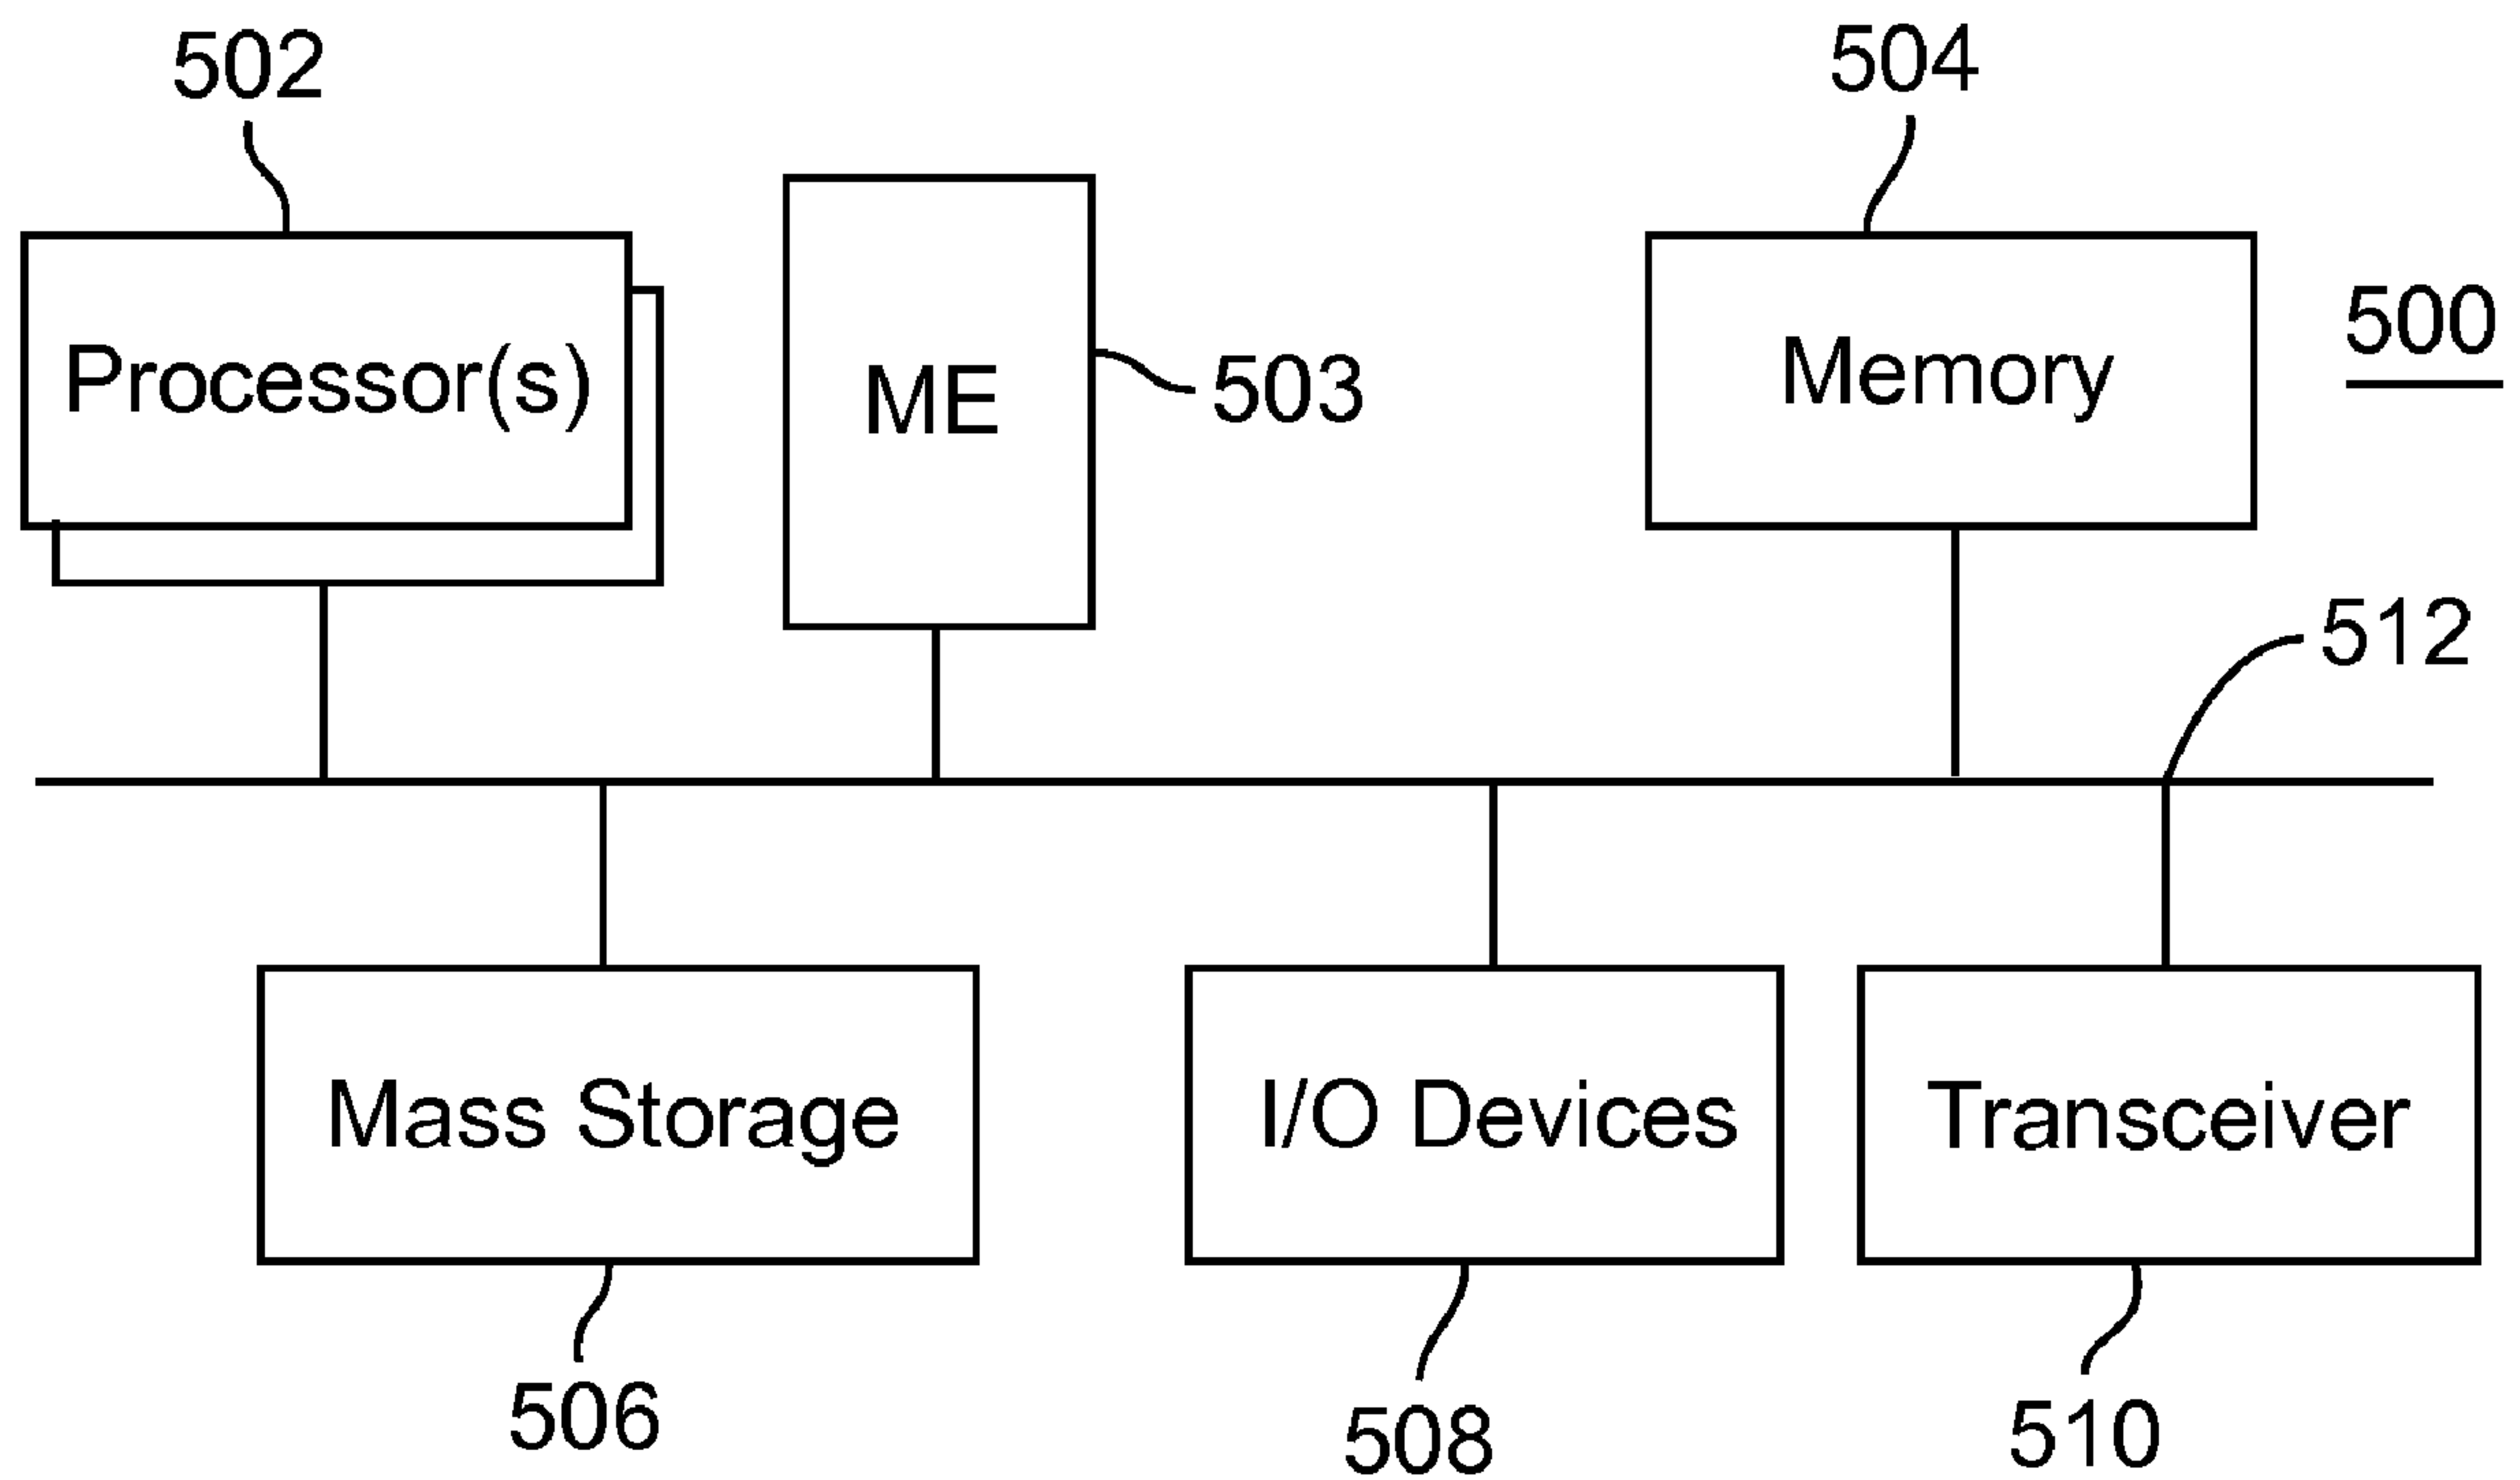 502
504
Processor(s)
ME
503
Memory
500
512
Mass Storage
I/O Devices
Transceiver
506
508
510